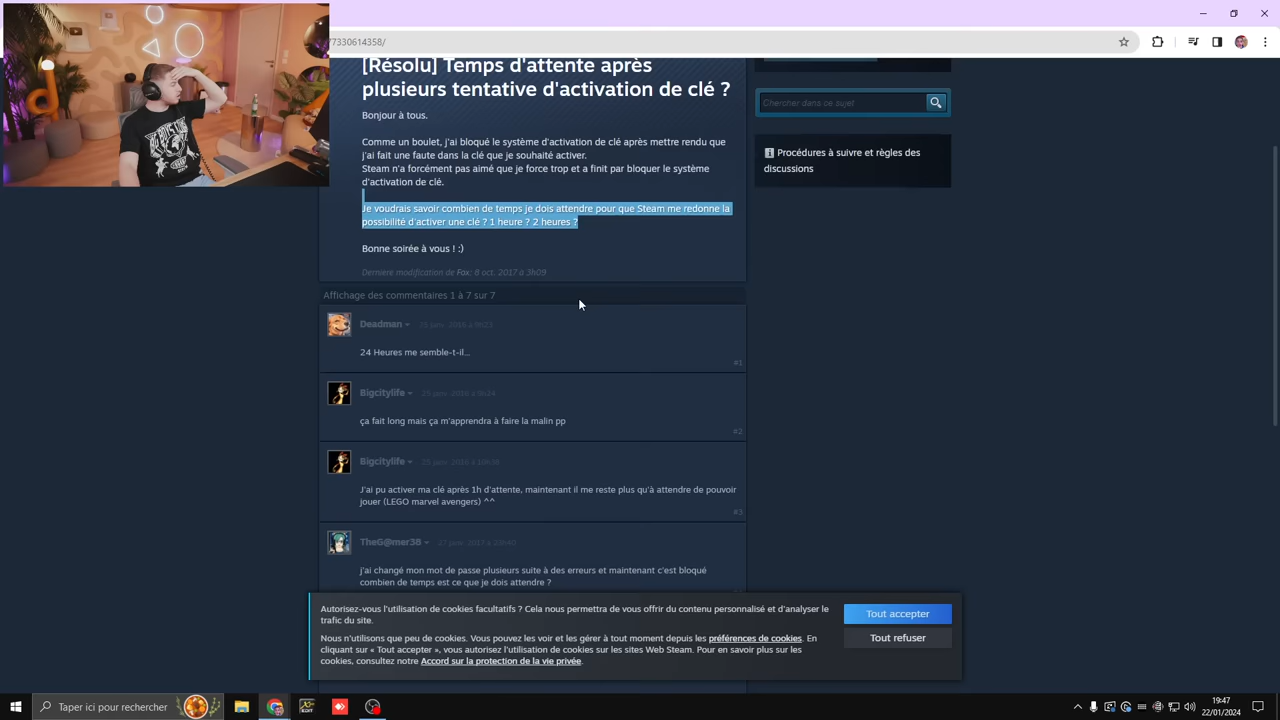 77330614358/
[Résolu] Temps d'attente après
plusieurs tentative d'activation de clé ?
Bonjour à tous.
Comme un boulet, j'ai bloqué le système d'activation de clé après mettre rendu que
j'ai fait une faute dans la clé que je souhaité activer.
Steam n'a forcément pas aimé que je force trop et a finit par bloquer le système
d'activation de clé.
Je voudrais savoir combien de temps je dois attendre pour que Steam me redonne la
possibilité d'activer une clé ? 1 heure ? 2 heures ?
Bonne soirée à vous ! :)
Dernière modification de Fox; 8 oct. 2017 à 3h09
Chercher dans ce sujet
Procédures à suivre et règles des
discussions
Affichage des commentaires 1 à 7 sur 7
Deadman
24 Heures me semble-t-il...
#1
Bigcitylife
ça fait long mais ça m'apprendra à faire la malin pp
#2
Bigcitylife
J'ai pu activer ma clé après 1h d'attente, maintenant il me reste plus qu'à attendre de pouvoir
jouer (LEGO marvel avengers) ^^
#3
TheG@mer38
j'ai changé mon mot de passe plusieurs suite à des erreurs et maintenant c'est bloqué
combien de temps est ce que je dois attendre ?
Autorisez-vous l'utilisation de cookies facultatifs ? Cela nous permettra de vous offrir du contenu personnalisé et d'analyser le
trafic du site.
Nous n'utilisons que peu de cookies. Vous pouvez les voir et les gérer à tout moment depuis les préférences de cookies. En
cliquant sur « Tout accepter », vous autorisez l'utilisation de cookies sur les sites Web Steam. Pour en savoir plus sur les
cookies, consultez notre Accord sur la protection de la vie privée.
Tout accepter
Tout refuser
Taper ici pour rechercher
19:47
22/01/2024